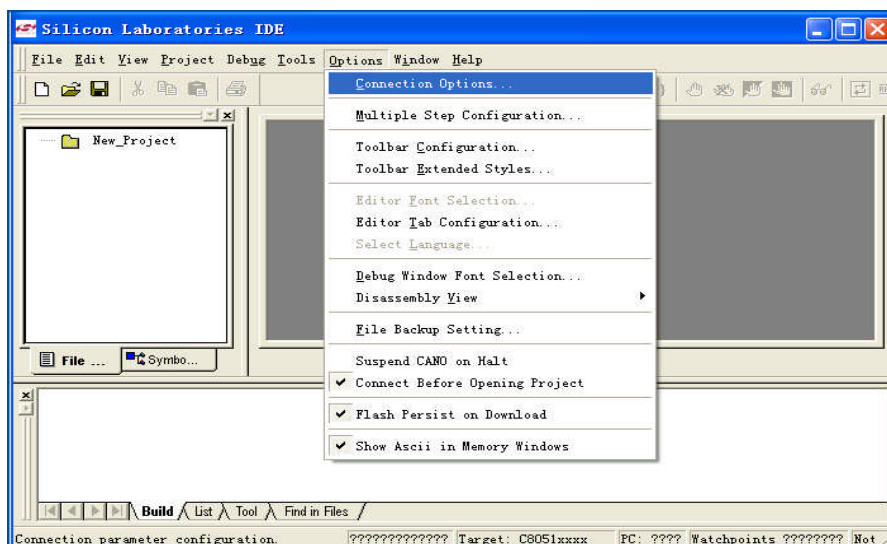 Silicon Laboratories IDE
File Edit View Project Debug Tools Options Window Help
Connection Options...
Multiple Step Configuration...
New_Project
Toolbar Configuration...
Toolbar Extended Styles...
Editor Font Selection...
Editor Tab Configuration...
Select Language...
Debug Window Font Selection...
Disassembly View
File Backup Setting...
File ... Symbo...
Suspend CAN0 on Halt
Connect Before Opening Project
Flash Persist on Download
Show Ascii in Memory Windows
Build List Tool Find in Files
Connection parameter configuration. ????????????? Target: C8051xxxx PC: ???? Watchpoints ???????? Not